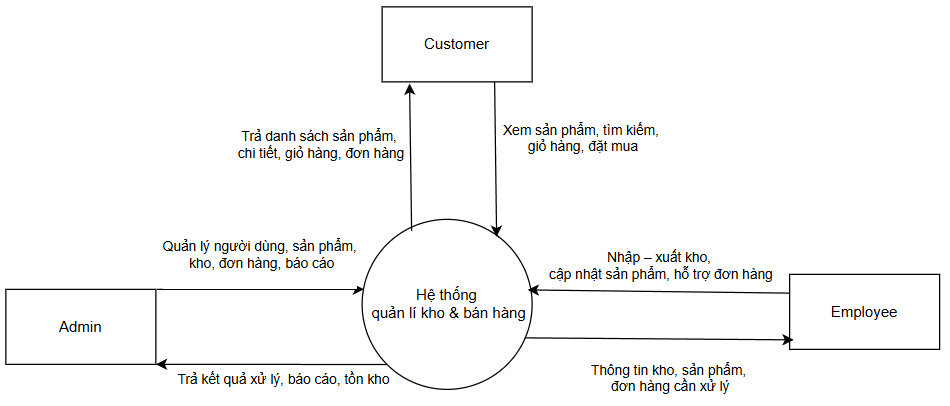 Customer
Trả danh sách sản phẩm,
chi tiết, giỏ hàng, đơn hàng
Xem sản phẩm, tìm kiếm,
giỏ hàng, đặt mua
Quản lý người dùng, sản phẩm,
kho, đơn hàng, báo cáo
Nhập – xuất kho,
cập nhật sản phẩm, hỗ trợ đơn hàng
Admin
Hệ thống
quản lí kho & bán hàng
Employee
Trả kết quả xử lý, báo cáo, tồn kho
Thông tin kho, sản phẩm,
đơn hàng cần xử lý